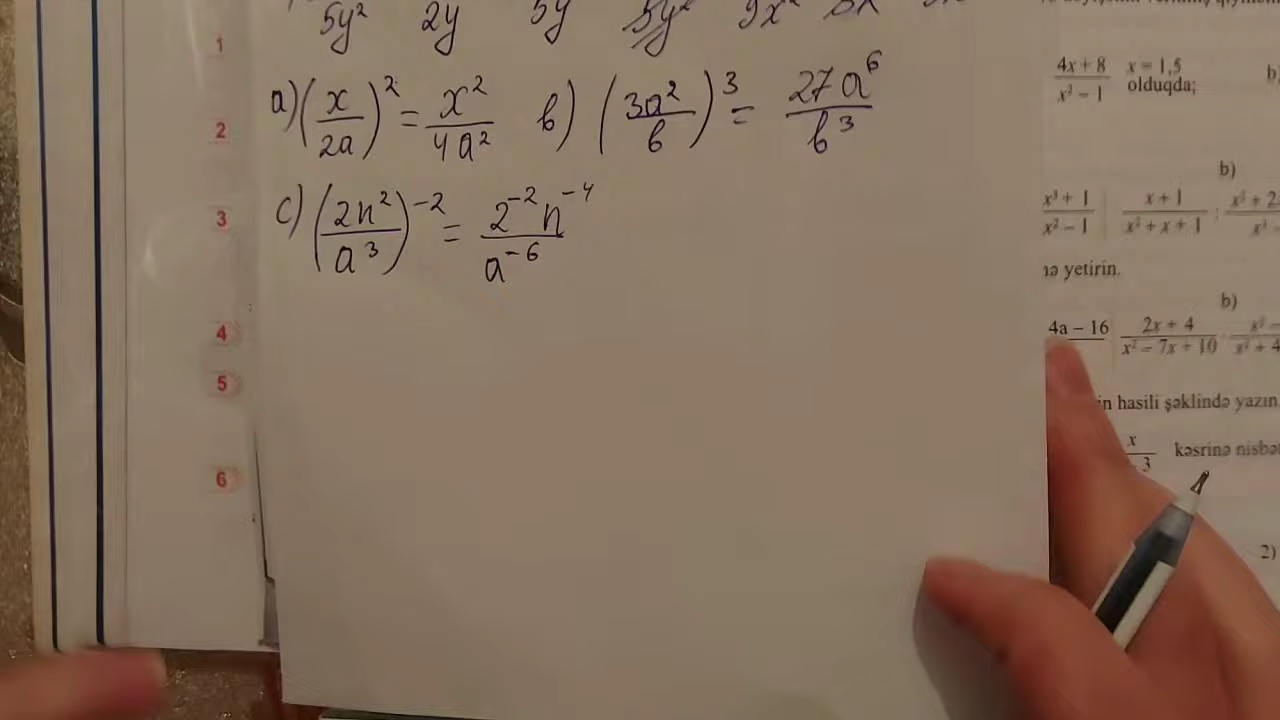 5y² 2y 5y 5y² 9x²
a) (x/2a)² = x²/4a² b) (3a²/b)³ = 27a⁶/b³
c) (2n²/a³)⁻² = 2⁻²n⁻⁴/a⁻⁶
1
2
3
4
5
6
4x + 8/x² – 1 x = 1,5 olduqda; b
b)
x³ + 1/x² – 1 x + 1/x² + x + 1 :
nə yetirin.
b)
4a – 16 2x + 4/x² – 7x + 10
in hasili şəklində yazın
x/3 kəsrinə
2)